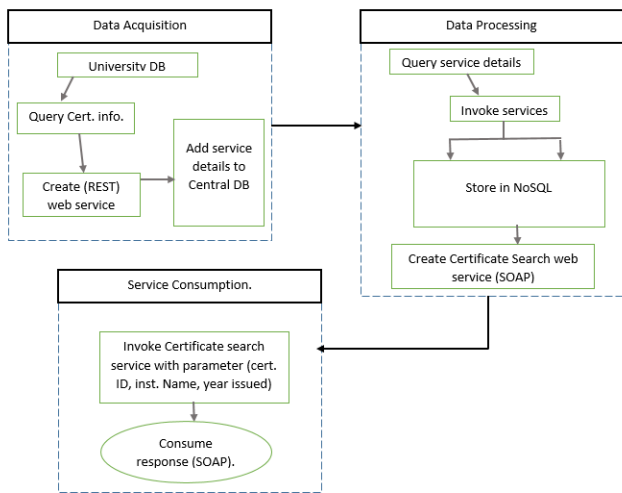 Data Acquisition
University DB
Query Cert. info.
Create (REST)
web service
Add service
details to
Central DB
Data Processing
Query service details
Invoke services
Store in NoSQL
Create Certificate Search web
service (SOAP)
Service Consumption.
Invoke Certificate search
service with parameter (cert.
ID, inst. Name, year issued)
Consume
response (SOAP).